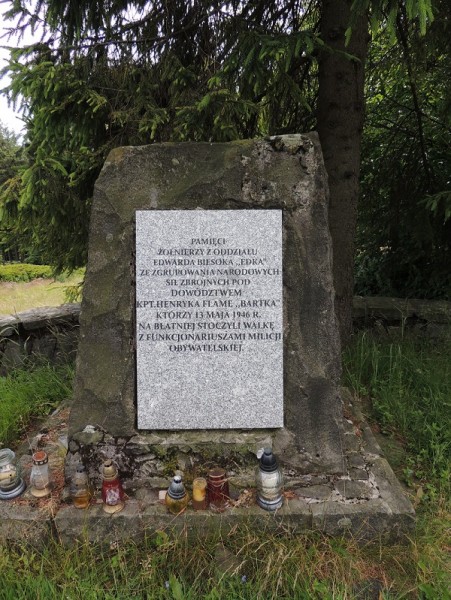 PAMIĘCI
ŻOŁNIERZY Z ODDZIAŁU
EDWARDA BIESOKA „EDKA"
ZE ZGRUPOWANIA NARODOWYCH
SIŁ ZBROJNYCH POD
DOWÓDZTWEM
KPT.HENRYKA FLAME „BARTKA"
KTÓRZY 13 MAJA 1946 R.
NA BŁATNIEJ STOCZYLI WALKĘ
Z FUNKCJONARIUSZAMI MILICJI
OBYWATELSKIEJ.